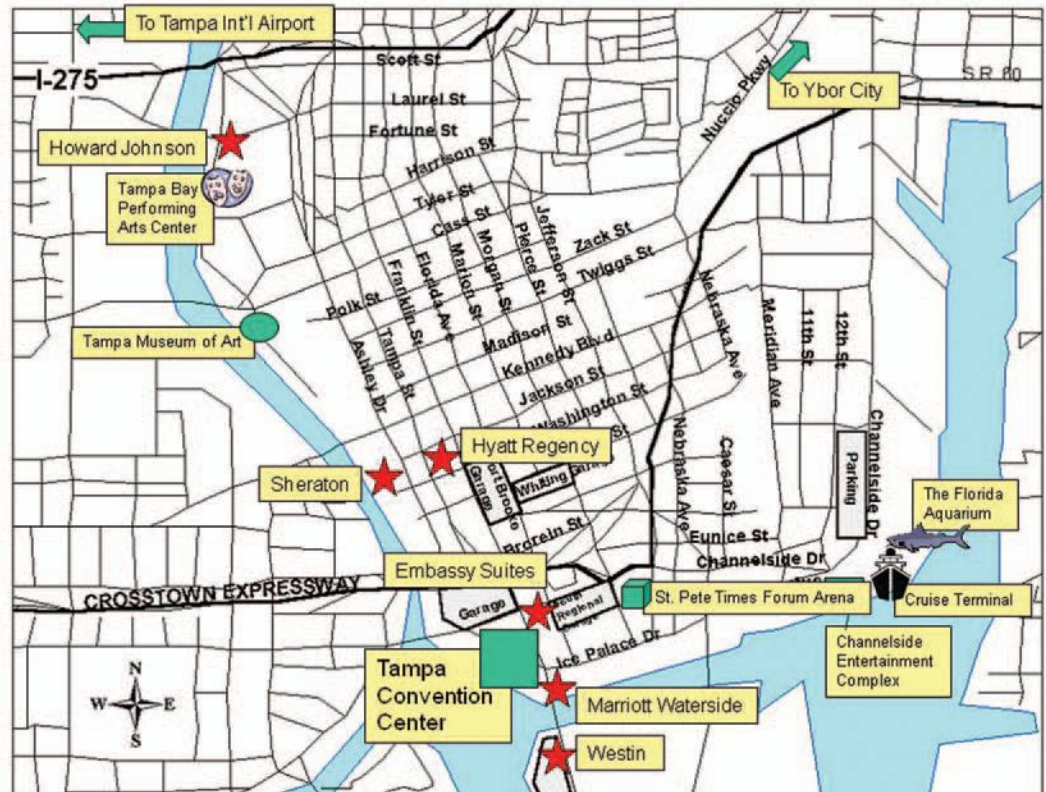 To Tampa Int'l Airport
Scott St
I-275
S R 60
To Ybor City
Nuccio Pkwy
Laurel St
Fortune St
Howard Johnson
Harrison St
Tampa Bay
Performing
Arts Center
Tyler St
Cass St
Jefferson St
Pierce St
Morgan St
Marion St
Florida Ave
Franklin St
Zack St
Twiggs St
Polk St
Tampa Museum of Art
Tampa St
Ashley Dr
Madison St
Kennedy Blvd
Jackson St
Washington St
St
Nebraska Ave
Meridian Ave
11th St
12th St
Hyatt Regency
Sheraton
Garage
Whiting
Nebraska Ave
Caesar St
Parking
Channelside Dr
The Florida
Aquarium
Brorein St
Eunice St
Channelside Dr
Embassy Suites
CROSSTOWN EXPRESSWAY
Garage
Regional
St. Pete Times Forum Arena
Cruise Terminal
Ice Palace Dr
Channelside
Entertainment
Complex
Tampa
Convention
Center
Marriott Waterside
Westin
N
W
E
S